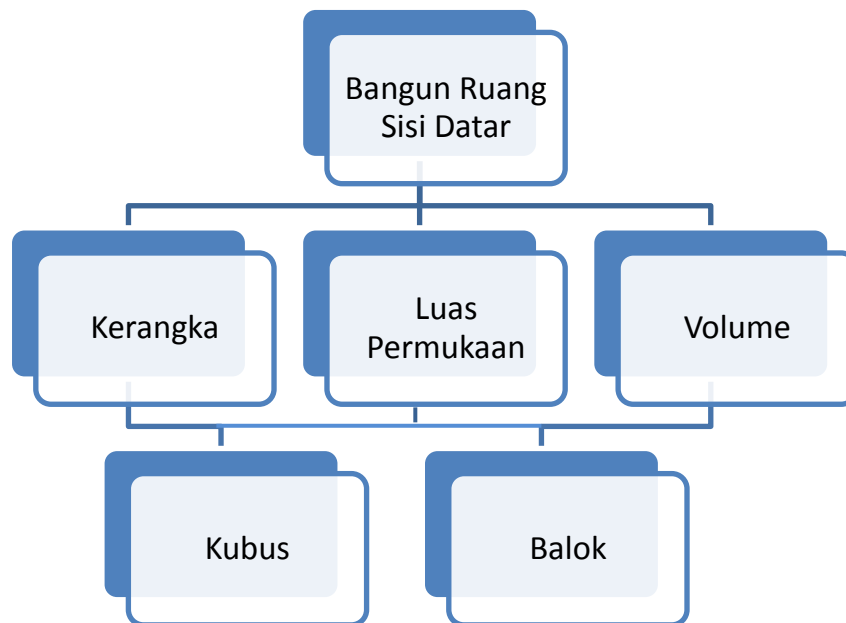 Bangun Ruang
Sisi Datar
Kerangka
Luas
Permukaan
Volume
Kubus
Balok